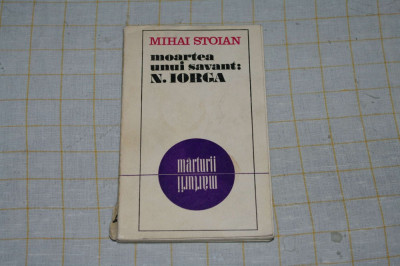 MIHAI STOIAN
moartea
unui savant:
N. IORGA
mărturii
mărturii